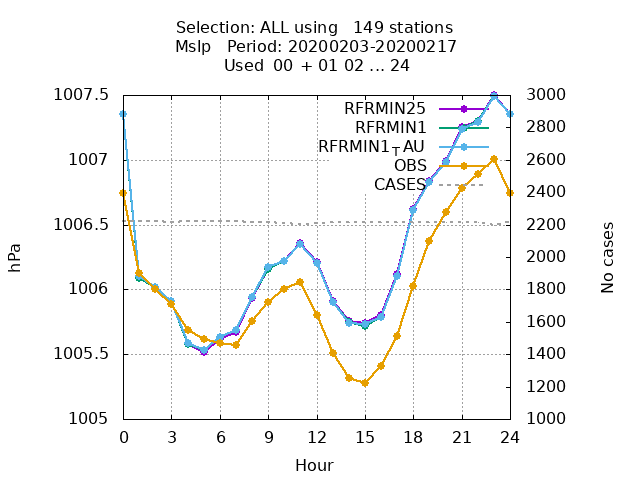 Selection: ALL using   149 stations
Mslp   Period: 20200203-20200217
Used  00 + 01 02 ... 24
RFRMIN25
RFRMIN1
RFRMIN1_TAU
OBS
CASES
1007.5
1007
1006.5
1006
1005.5
1005
hPa
3000
2800
2600
2400
2200
2000
1800
1600
1400
1200
1000
No cases
0 3 6 9 12 15 18 21 24
Hour